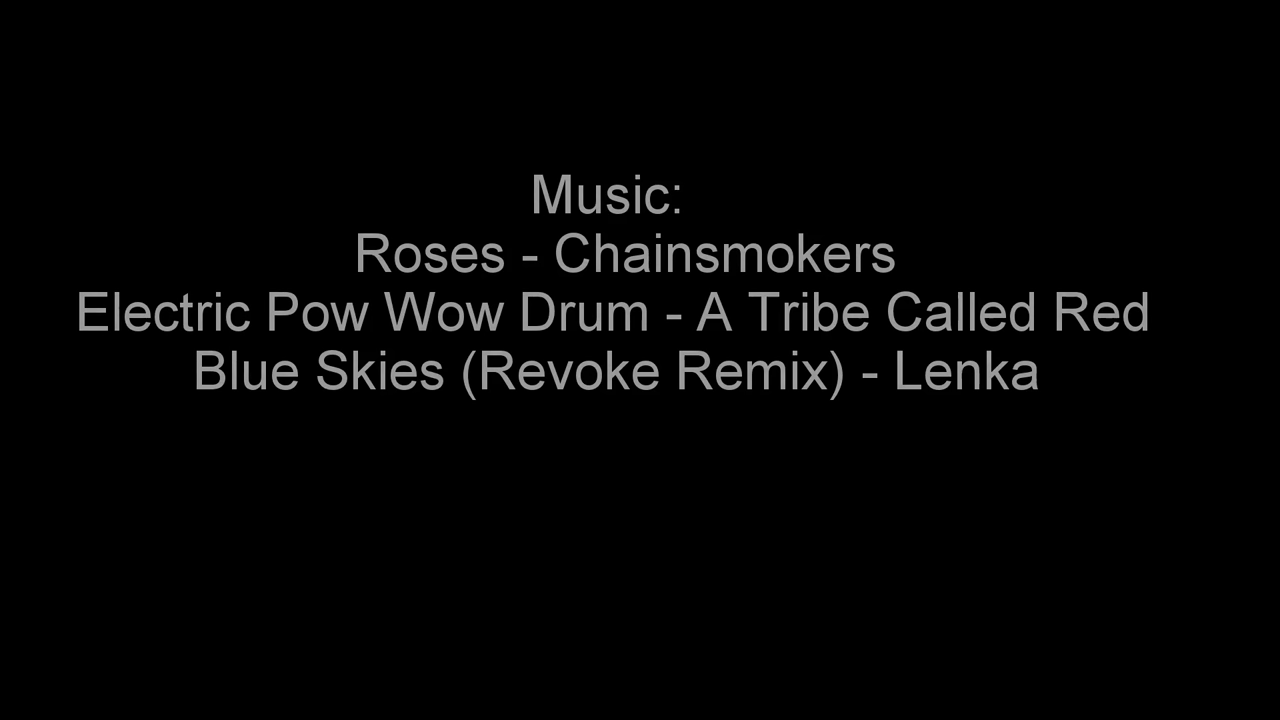 Music:
Roses - Chainsmokers
Electric Pow Wow Drum - A Tribe Called Red
Blue Skies (Revoke Remix) - Lenka